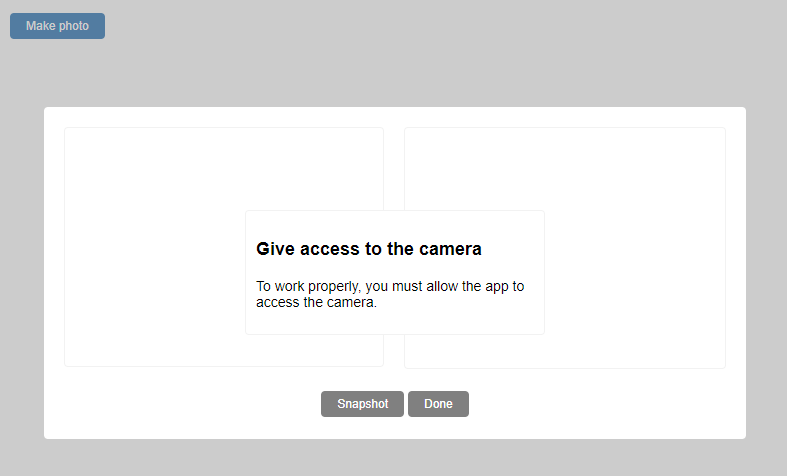 Make photo
Give access to the camera
To work properly, you must allow the app to
access the camera.
Snapshot
Done